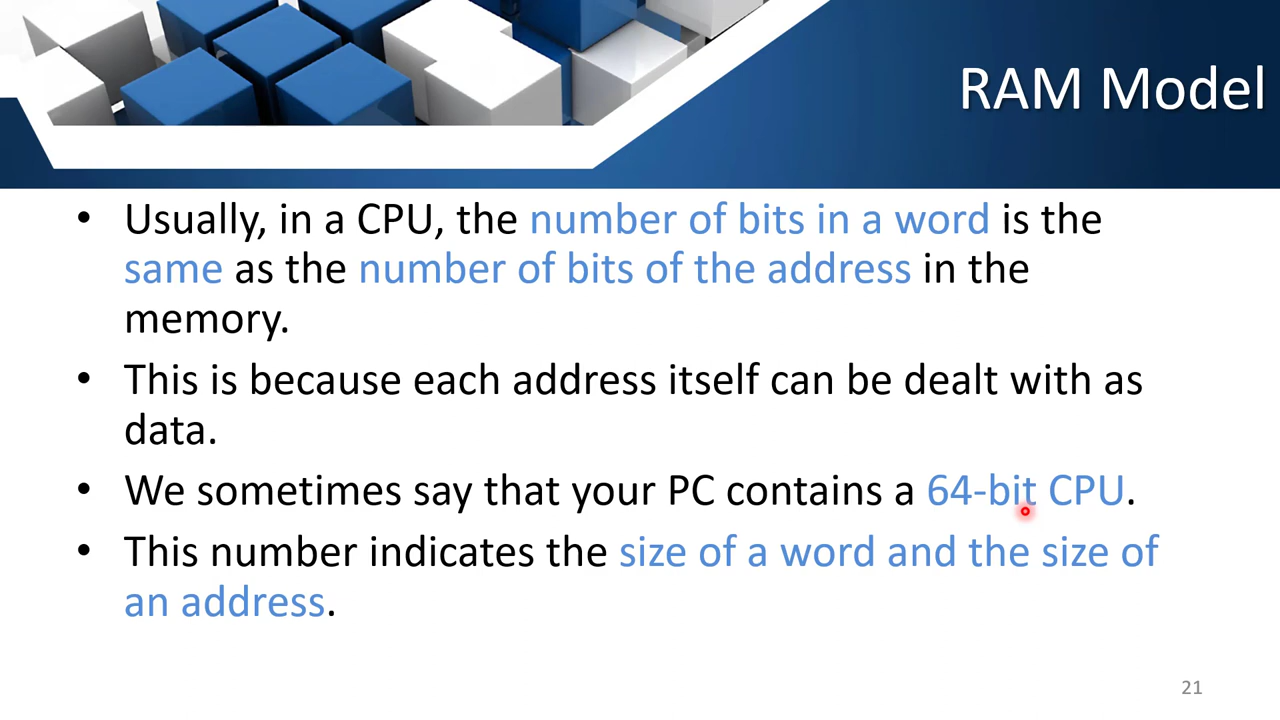 RAM Model
• Usually, in a CPU, the number of bits in a word is the
same as the number of bits of the address in the
memory.
• This is because each address itself can be dealt with as
data.
• We sometimes say that your PC contains a 64-bit CPU.
• This number indicates the size of a word and the size of
an address.
21